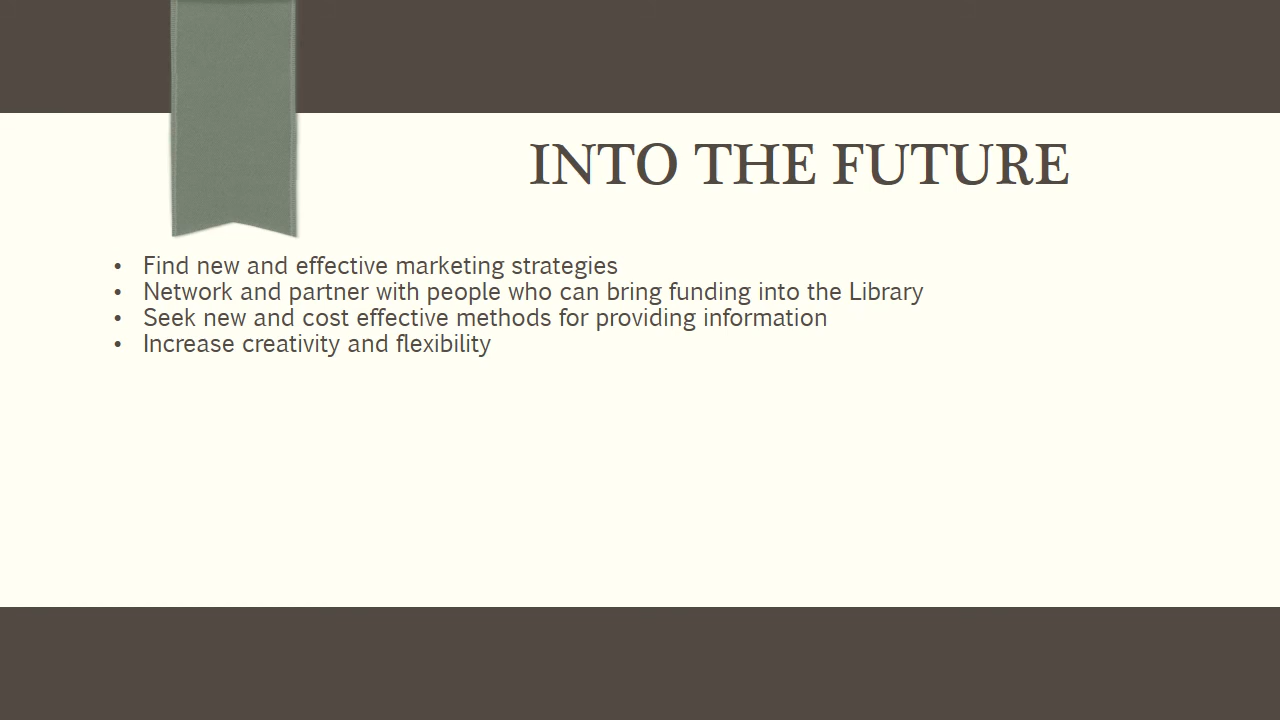 INTO THE FUTURE
• Find new and effective marketing strategies
• Network and partner with people who can bring funding into the Library
• Seek new and cost effective methods for providing information
• Increase creativity and flexibility